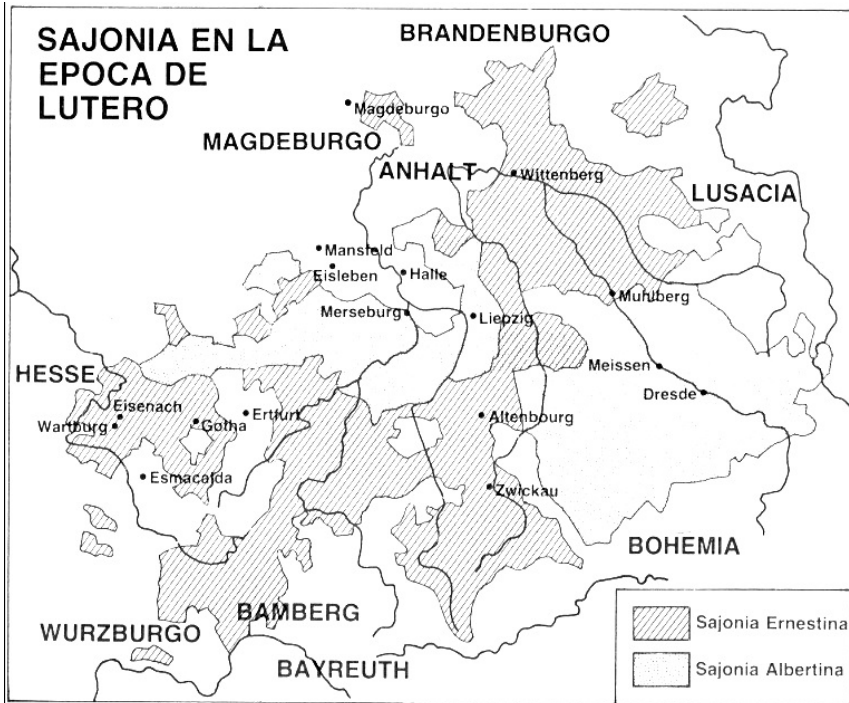 SAJONIA EN LA
EPOCA DE
LUTERO
BRANDENBURGO
Magdeburgo
MAGDEBURGO
ANHALT
Wittenberg
LUSACIA
Mansfeld
Eisleben
Halle
Muhlberg
Merseburg
Liepzig
HESSE
Meissen
Dresde
Eisenach
Wartburg
Gotha
Ertfurt
Altenbourg
Esmacalda
Zwickau
BOHEMIA
BAMBERG
WURZBURGO
BAYREUTH
Sajonia Ernestina
Sajonia Albertina